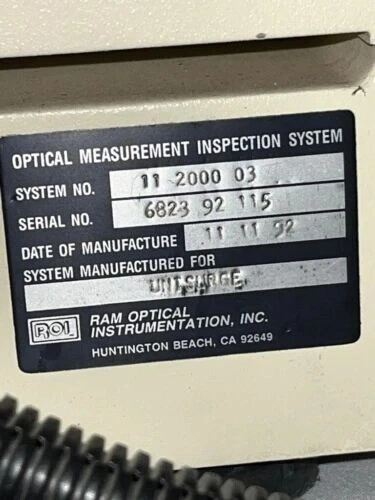 OPTICAL MEASUREMENT INSPECTION SYSTEM
SYSTEM NO. 11 2000 03
SERIAL NO. 6823 92 115
DATE OF MANUFACTURE 11 11 92
SYSTEM MANUFACTURED FOR
UNISURGE
ROI RAM OPTICAL
INSTRUMENTATION, INC.
HUNTINGTON BEACH, CA 92649